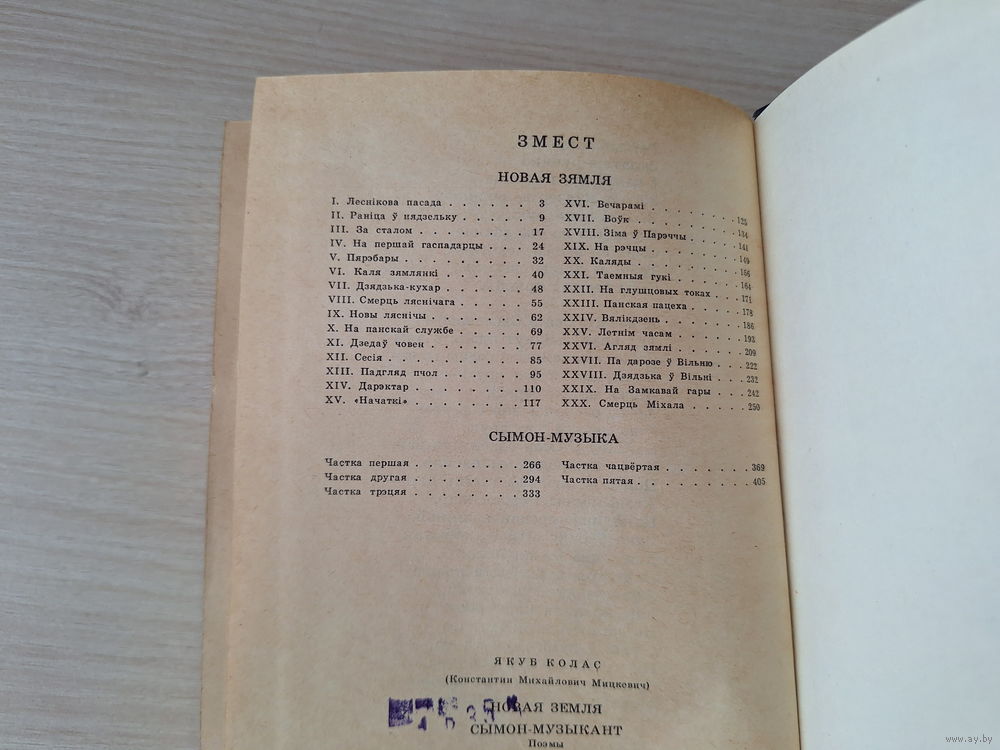 ЗМЕСТ
НОВАЯ ЗЯМЛЯ
I. Леснікова пасада . . . . . . 3
II. Раніца ў нядзельку . . . . . 9
III. За сталом . . . . . . . . 17
IV. На першай гаспадарцы . . . 24
V. Пярэбары . . . . . . . . 32
VI. Каля зямлянкі . . . . . . 40
VII. Дзядзька-кухар . . . . . . 48
VIII. Смерць ляснічага . . . . . 55
IX. Новы ляснічы . . . . . . 62
X. На панскай службе . . . . . 69
XI. Дзедаў човен . . . . . . . 77
XII. Сесія . . . . . . . . . . 85
XIII. Падгляд пчол . . . . . . 95
XIV. Дарэктар . . . . . . . . 110
XV. «Начаткі» . . . . . . . . 117
XVI. Вечарамі . . . . . . . . 125
XVII. Воўк . . . . . . . . . 134
XVIII. Зіма ў Парэччы . . . . . 141
XIX. На рэчцы . . . . . . . . 149
XX. Каляды . . . . . . . . . 156
XXI. Таемныя гукі . . . . . . 164
XXII. На глушцовых токах . . . 171
XXIII. Панская пацеха . . . . . 178
XXIV. Вялікдзень . . . . . . . 186
XXV. Летнім часам . . . . . . 193
XXVI. Агляд зямлі . . . . . . 209
XXVII. Па дарозе ў Вільню . . . 222
XXVIII. Дзядзька ў Вільні . . . 232
XXIX. На Замкавай гары . . . . 242
XXX. Смерць Міхала . . . . . 250
СЫМОН-МУЗЫКА
Частка першая . . . . . . . . 266
Частка другая . . . . . . . . 294
Частка трэцяя . . . . . . . . 333
Частка чацвёртая . . . . . . . 369
Частка пятая . . . . . . . . . 405
ЯКУБ КОЛАС
(Константин Михайлович Мицкевич)
НОВАЯ ЗЕМЛЯ
СЫМОН-МУЗЫКАНТ
Поэмы
www.ay.by